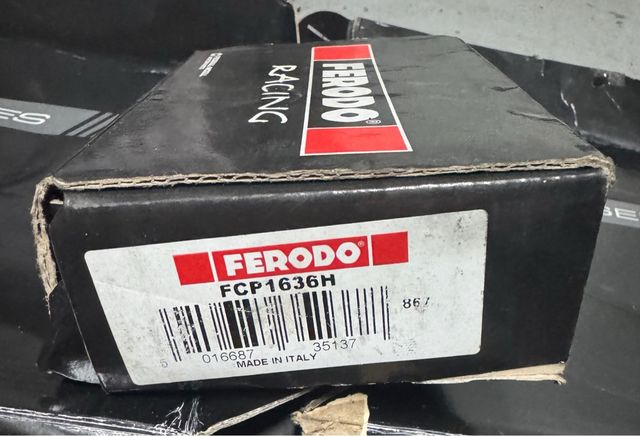 FERODO
RACING
FERODO
FCP1636H
867
5 016687 35137
MADE IN ITALY